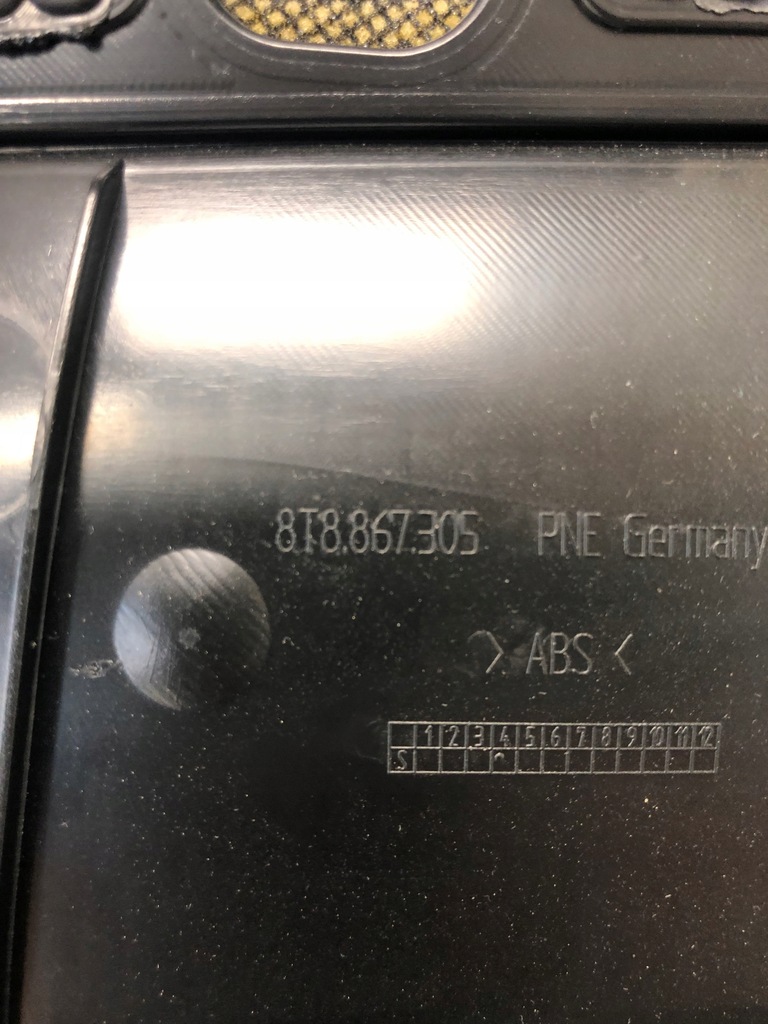 8T8.867.305 PNE Germany
> ABS <
1 2 3 4 5 6 7 8 9 10 11 12
S